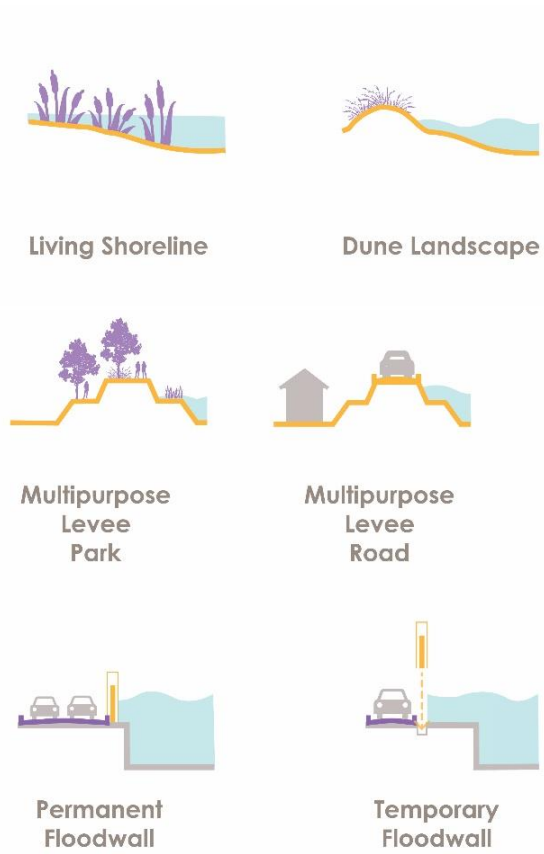 Living Shoreline
Dune Landscape
Multipurpose
Levee
Park
Multipurpose
Levee
Road
Permanent
Floodwall
Temporary
Floodwall